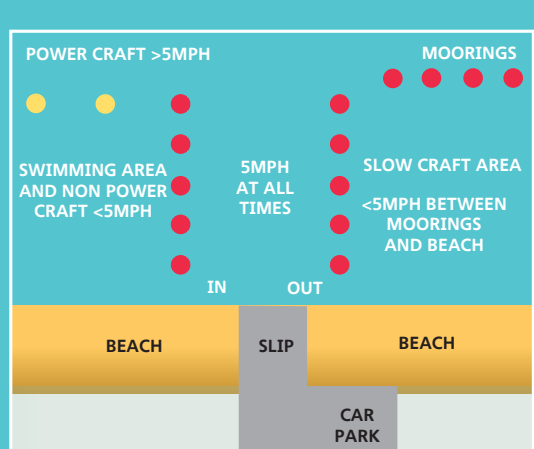 POWER CRAFT >5MPH
MOORINGS
SWIMMING AREA
AND NON POWER
CRAFT <5MPH
5MPH
AT ALL
TIMES
SLOW CRAFT AREA
<5MPH BETWEEN
MOORINGS
AND BEACH
IN
OUT
BEACH
SLIP
BEACH
CAR
PARK